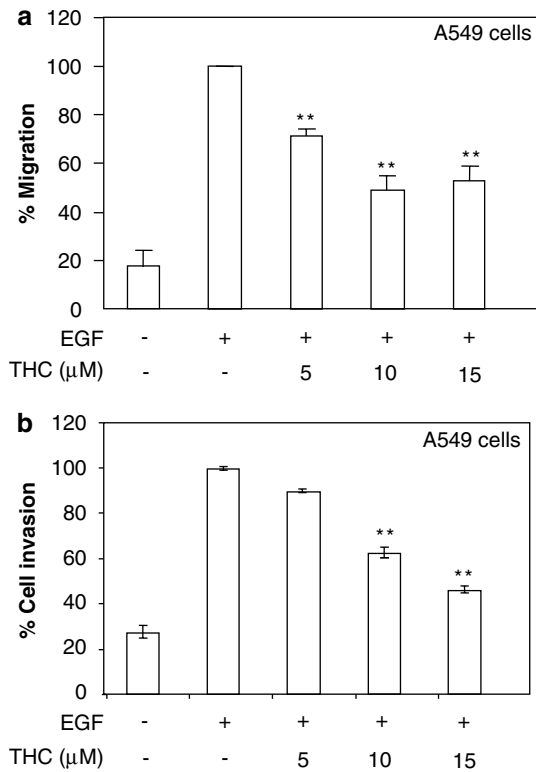 a
120
A549 cells
100
80
60
40
20
0
% Migration
**
**
**
EGF - + + + +
THC (μM) - - 5 10 15
b
120
A549 cells
100
80
60
40
20
0
% Cell invasion
**
**
EGF - + + + +
THC (μM) - - 5 10 15